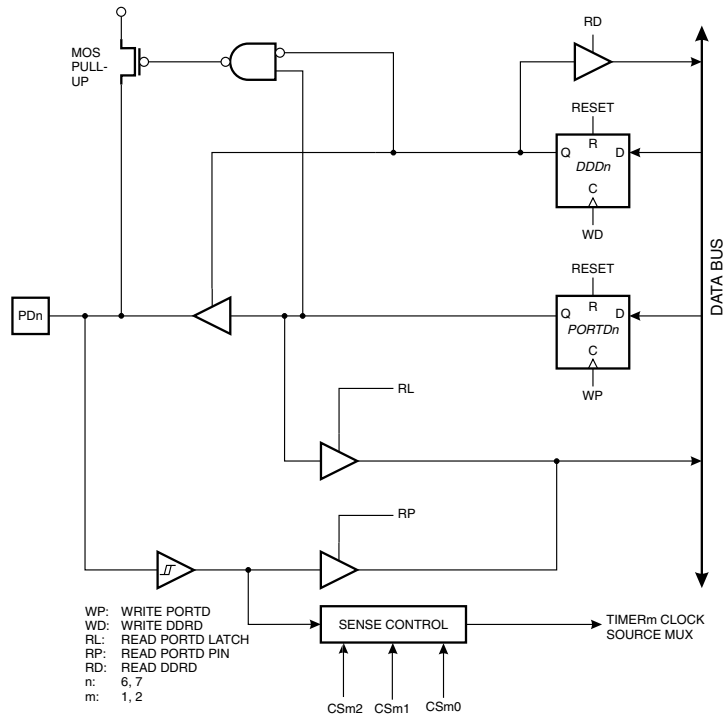 RD
MOS
PULL-
UP
RESET
R
Q
D
DDDn
C
WD
RESET
R
Q
D
PORTDn
C
WP
PDn
DATA BUS
RL
RP
WP: WRITE PORTD
WD: WRITE DDRD
RL: READ PORTD LATCH
RP: READ PORTD PIN
RD: READ DDRD
n: 6, 7
m: 1, 2
SENSE CONTROL
TIMERm CLOCK
SOURCE MUX
CSm2
CSm1
CSm0